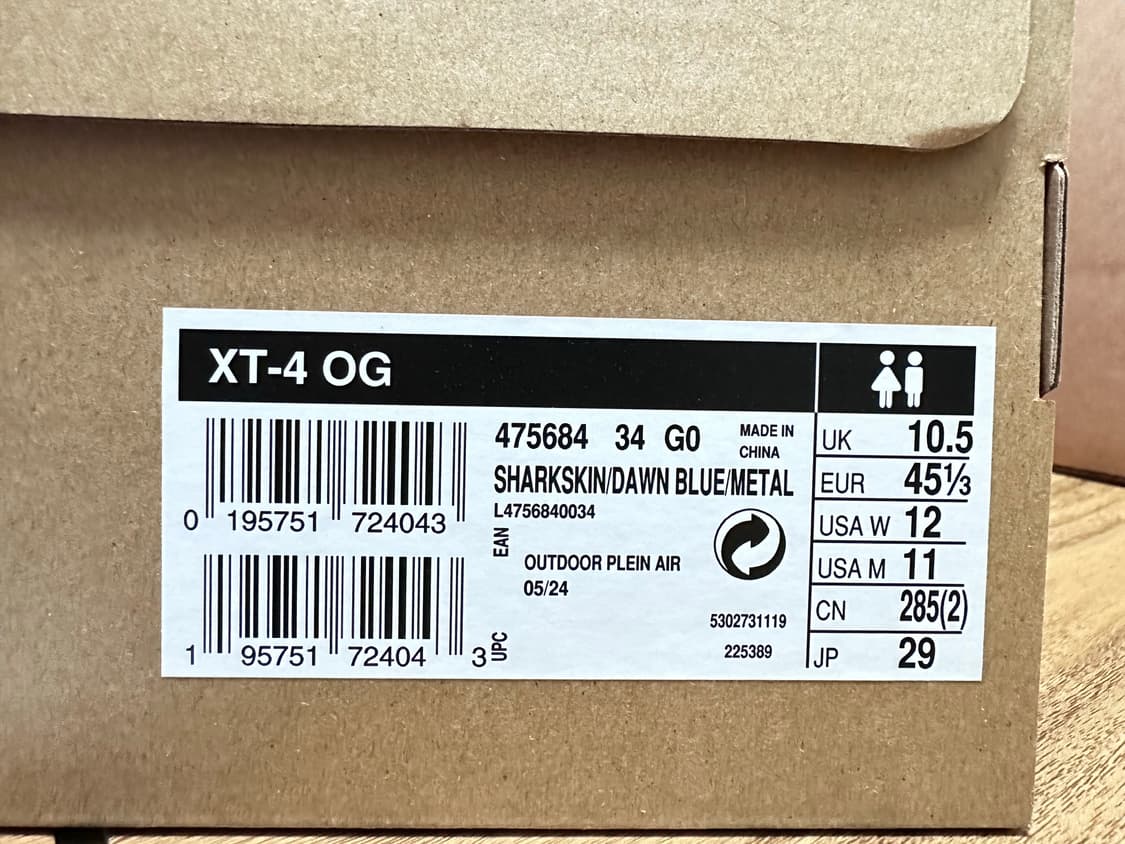 XT-4 OG
0 195751 724043
1 95751 72404 3
UPC
475684 34 G0
MADE IN
CHINA
SHARKSKIN/DAWN BLUE/METAL
L4756840034
EAN
OUTDOOR PLEIN AIR
05/24
5302731119
225389
UK 10.5
EUR 45⅓
USA W 12
USA M 11
CN 285(2)
JP 29